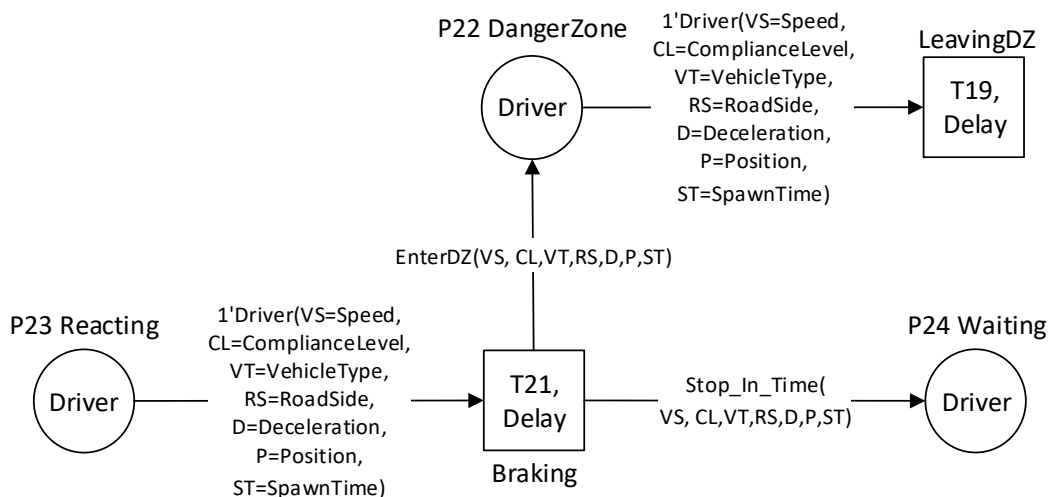 P22 DangerZone
Driver
1'Driver(VS=Speed,
CL=ComplianceLevel,
VT=VehicleType,
RS=RoadSide,
D=Deceleration,
P=Position,
ST=SpawnTime)
LeavingDZ
T19,
Delay
EnterDZ(VS, CL,VT,RS,D,P,ST)
P23 Reacting
Driver
1'Driver(VS=Speed,
CL=ComplianceLevel,
VT=VehicleType,
RS=RoadSide,
D=Deceleration,
P=Position,
ST=SpawnTime)
T21,
Delay
Braking
Stop_In_Time(
VS, CL,VT,RS,D,P,ST)
P24 Waiting
Driver